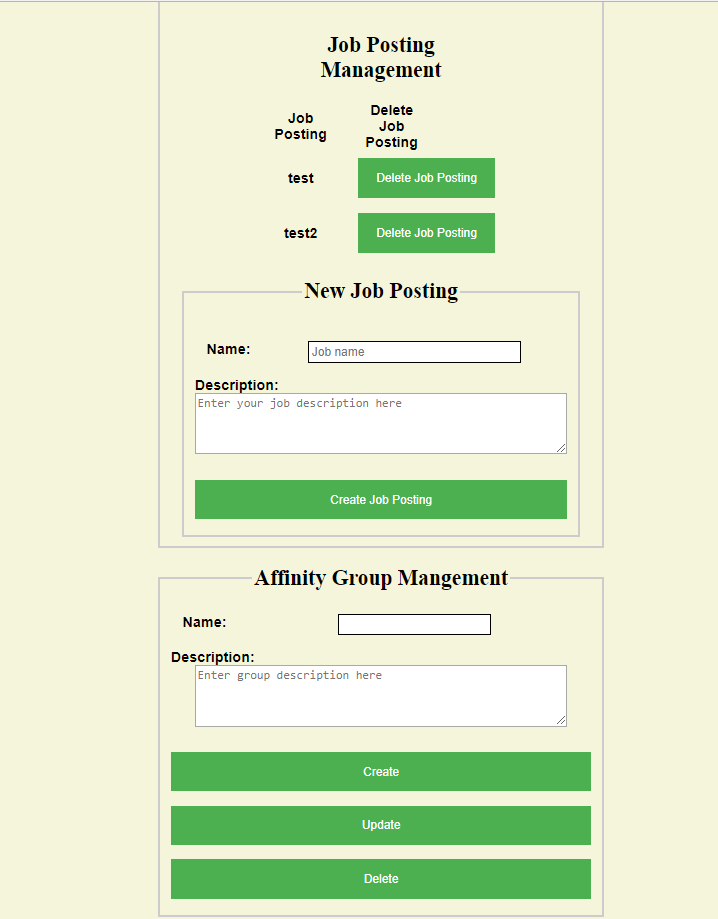 Job Posting
Management
Job
Posting
Delete
Job
Posting
test
Delete Job Posting
test2
Delete Job Posting
New Job Posting
Name:
Job name
Description:
Enter your job description here
Create Job Posting
Affinity Group Mangement
Name:
Description:
Enter group description here
Create
Update
Delete